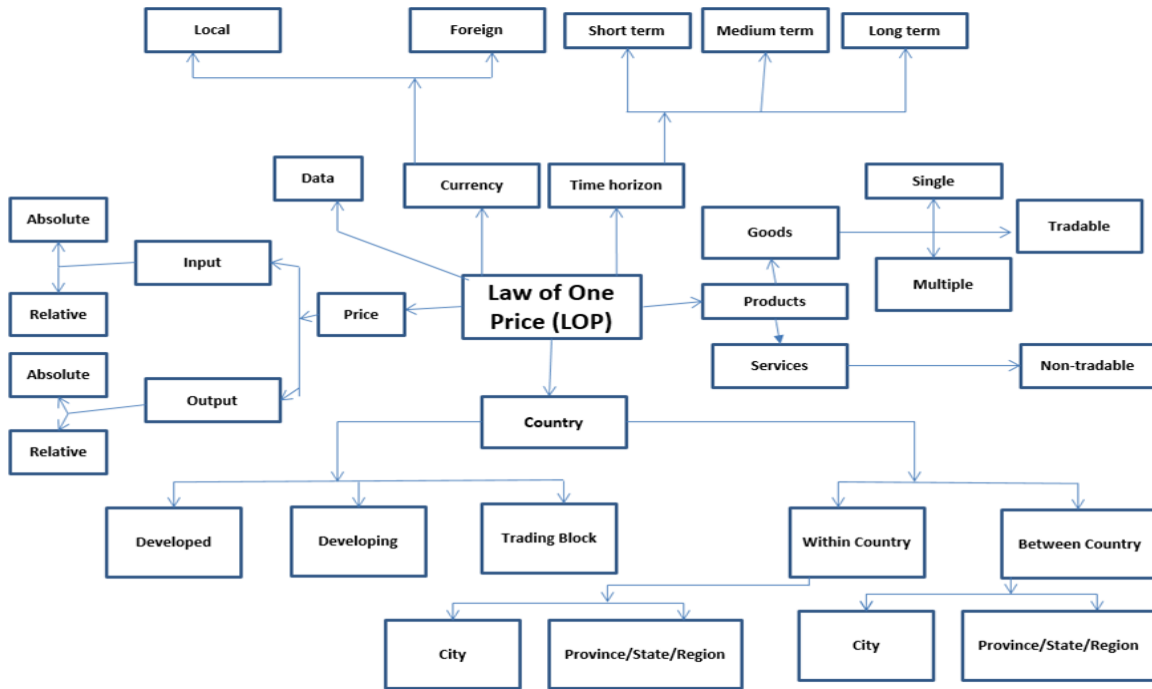 Local
Foreign
Short term
Medium term
Long term
Data
Currency
Time horizon
Single
Absolute
Goods
Tradable
Input
Multiple
Law of One
Price (LOP)
Products
Relative
Price
Absolute
Services
Non-tradable
Output
Country
Relative
Developed
Developing
Trading Block
Within Country
Between Country
City
Province/State/Region
City
Province/State/Region